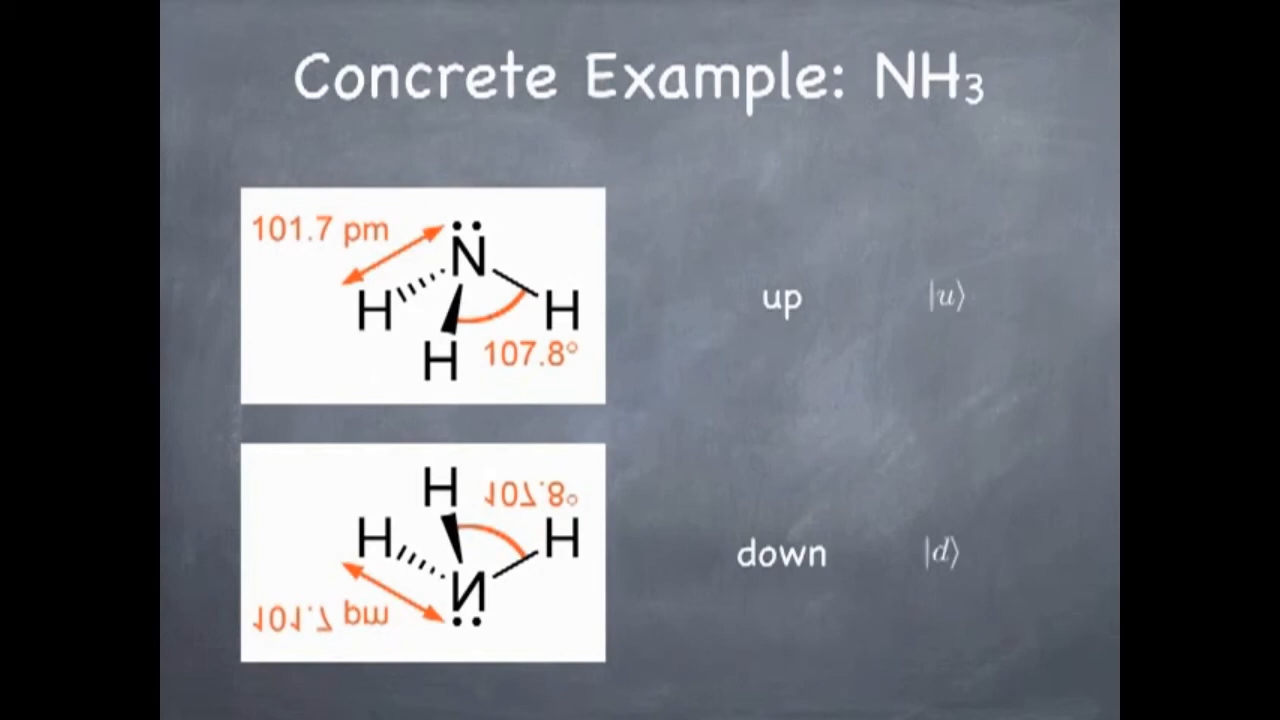 Concrete Example: NH₃
101.7 pm
N
H
H
H
107.8°
up |u⟩
H
107.8°
H
H
N
101.7 pm
down |d⟩